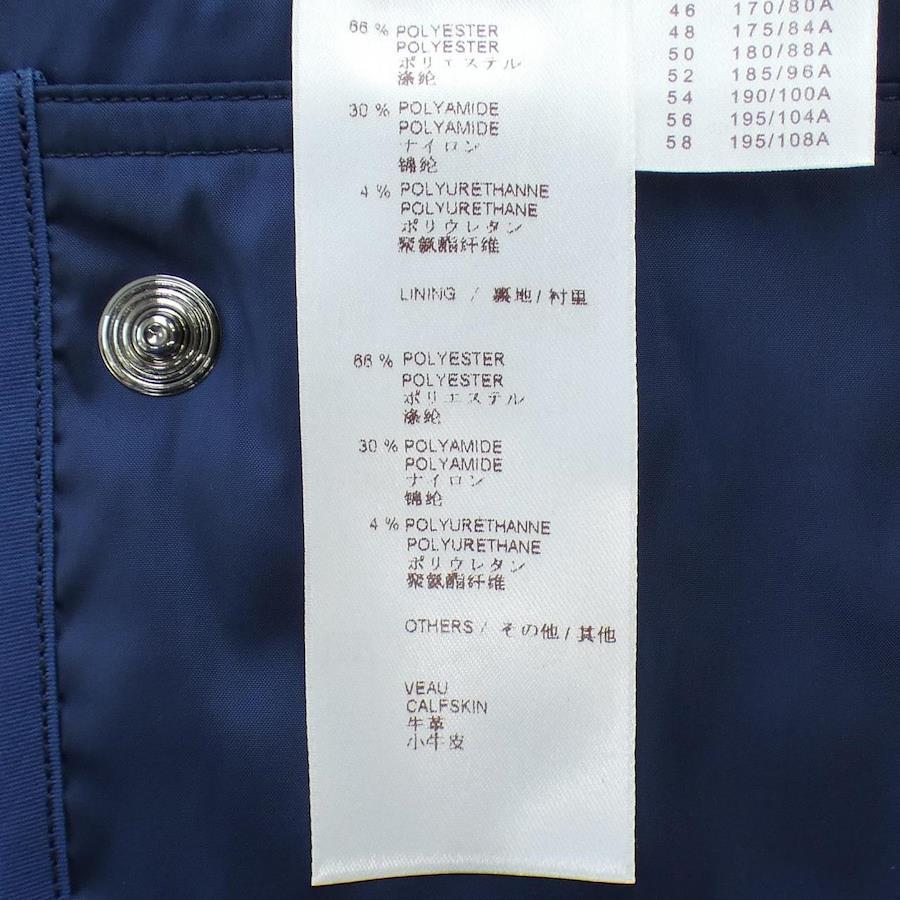 66 % POLYESTER
POLYESTER
ポリエステル
涤纶
30 % POLYAMIDE
POLYAMIDE
ナイロン
锦纶
4 % POLYURETHANNE
POLYURETHANE
ポリウレタン
聚氨酯纤维
LINING / 裏地/衬里
66 % POLYESTER
POLYESTER
ポリエステル
涤纶
30 % POLYAMIDE
POLYAMIDE
ナイロン
锦纶
4 % POLYURETHANNE
POLYURETHANE
ポリウレタン
聚氨酯纤维
OTHERS / その他/其他
VEAU
CALFSKIN
牛革
小牛皮
46 170/80A
48 175/84A
50 180/88A
52 185/96A
54 190/100A
56 195/104A
58 195/108A